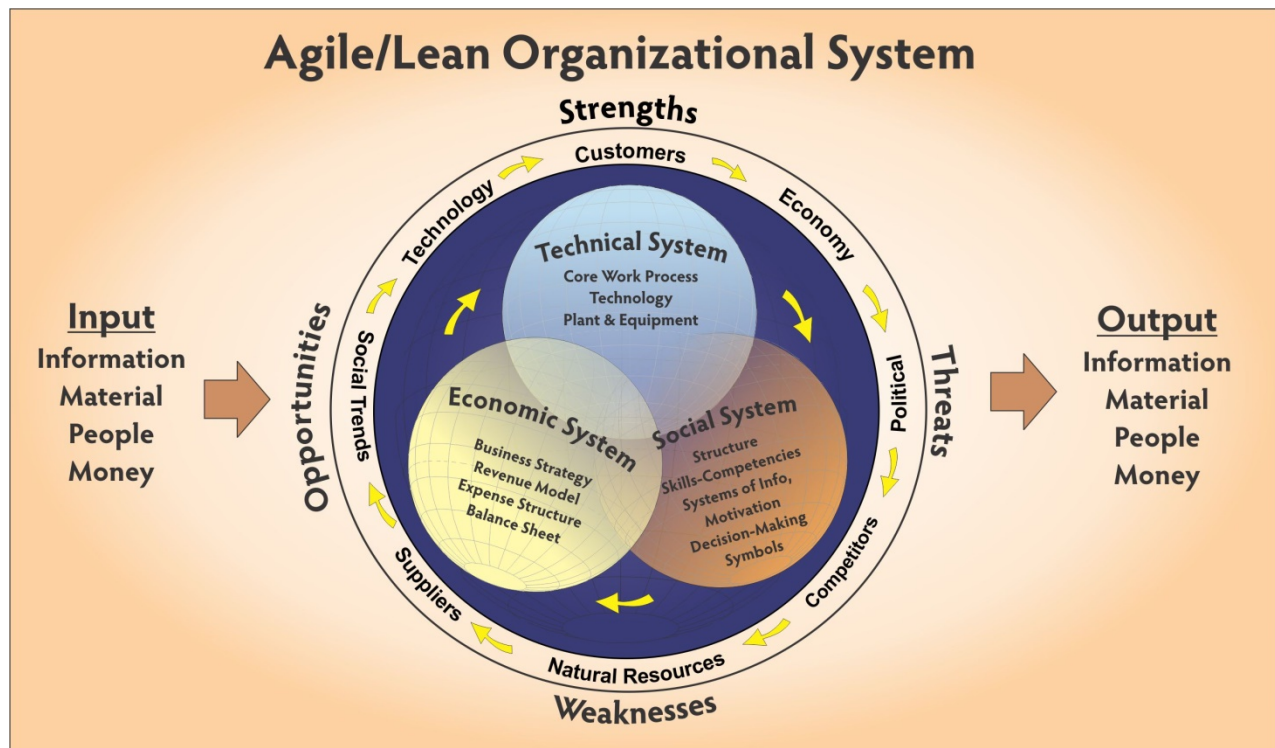 Agile/Lean Organizational System
Strengths
Customers
Economy
Political
Competitors
Natural Resources
Suppliers
Social Trends
Technology
Opportunities
Threats
Weaknesses
Input
Information
Material
People
Money
Technical System
Core Work Process
Technology
Plant & Equipment
Economic System
Business Strategy
Revenue Model
Expense Structure
Balance Sheet
Social System
Structure
Skills-Competencies
Systems of Info,
Motivation
Decision-Making
Symbols
Output
Information
Material
People
Money